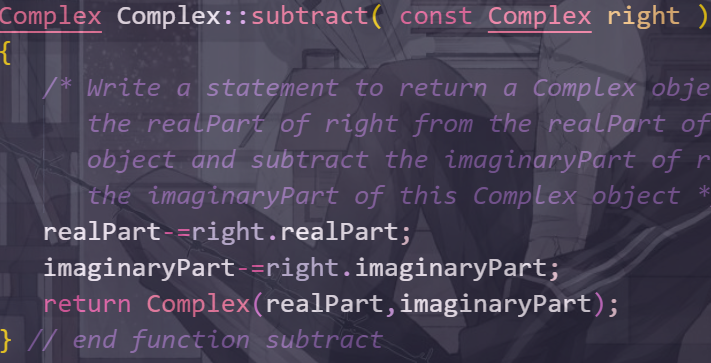 Complex Complex::subtract( const Complex right )
{
/* Write a statement to return a Complex obje
the realPart of right from the realPart of
object and subtract the imaginaryPart of r
the imaginaryPart of this Complex object *
realPart-=right.realPart;
imaginaryPart-=right.imaginaryPart;
return Complex(realPart,imaginaryPart);
} // end function subtract